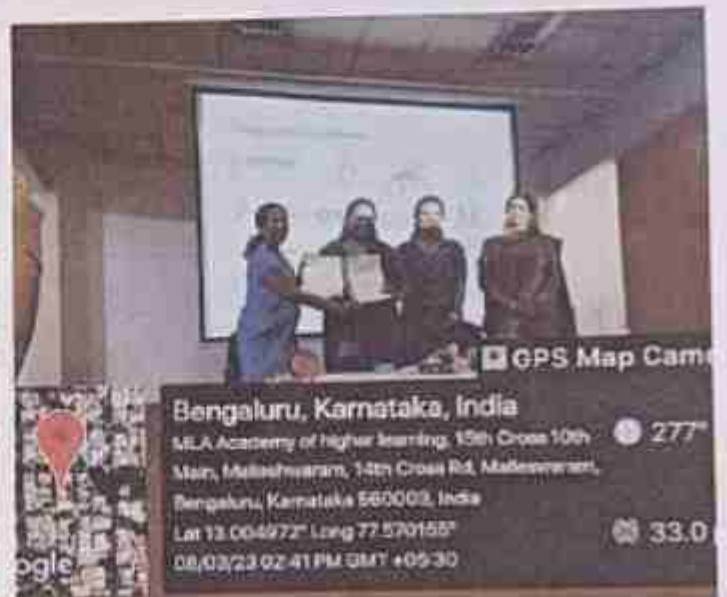 GPS Map Came
Bengaluru, Karnataka, India
MLA Academy of higher learning, 15th Cross 10th
Main, Malleshwaram, 14th Cross Rd, Malleswaram,
Bengaluru, Karnataka 560003, India
Lat 13.004972° Long 77.570155°
08/03/23 02:41 PM GMT +05:30
277°
33.0
ogle